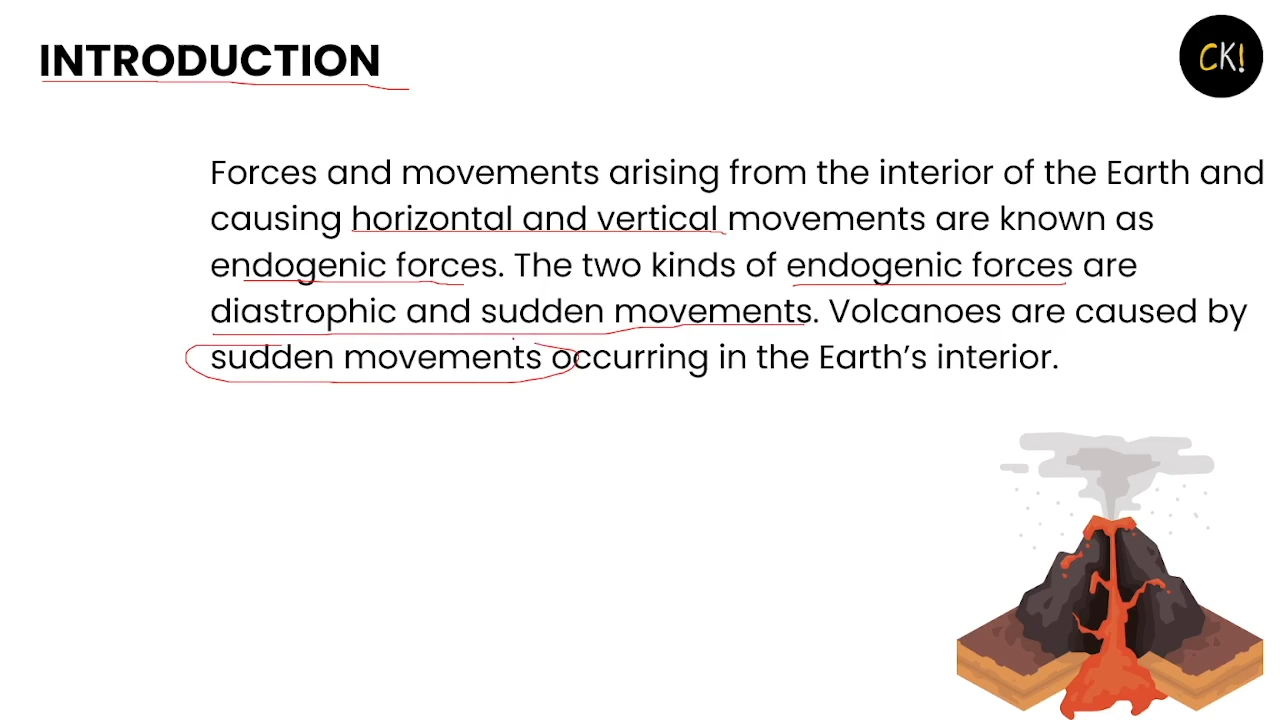 INTRODUCTION
CK!
Forces and movements arising from the interior of the Earth and
causing horizontal and vertical movements are known as
endogenic forces. The two kinds of endogenic forces are
diastrophic and sudden movements. Volcanoes are caused by
sudden movements occurring in the Earth’s interior.